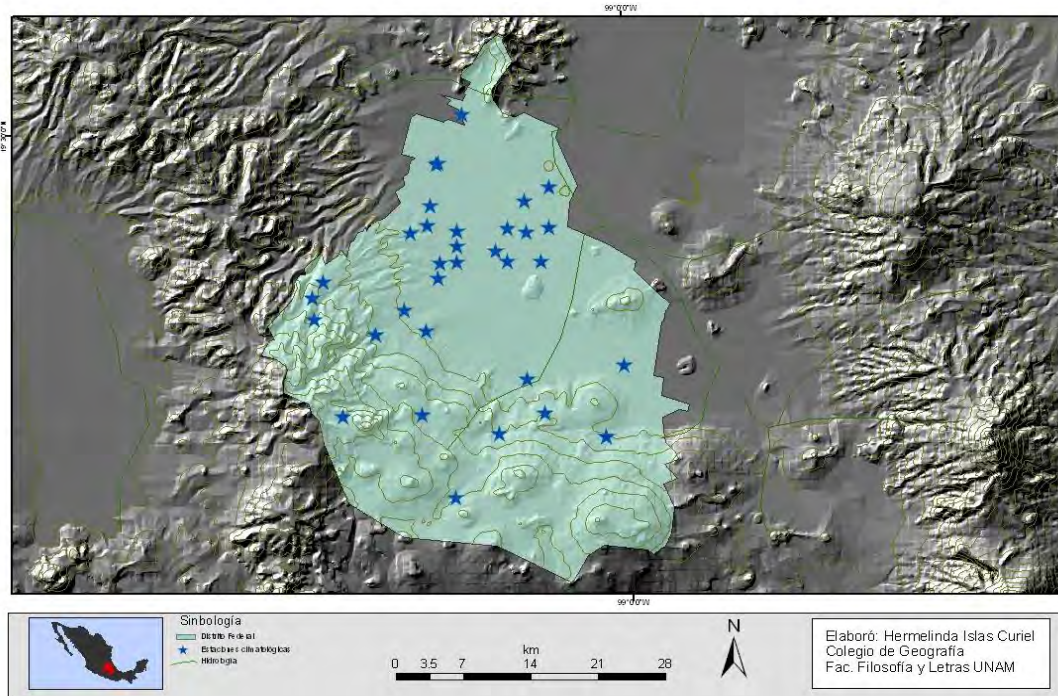 99°0'0"W
19°30'0"N
99°0'0"W
Sinbología
Distrito Federal
Estaciones climatológicas
Hidrología
km
0 3.5 7 14 21 28
N
Elaboró: Hermelinda Islas Curiel
Colegio de Geografía
Fac. Filosofía y Letras UNAM